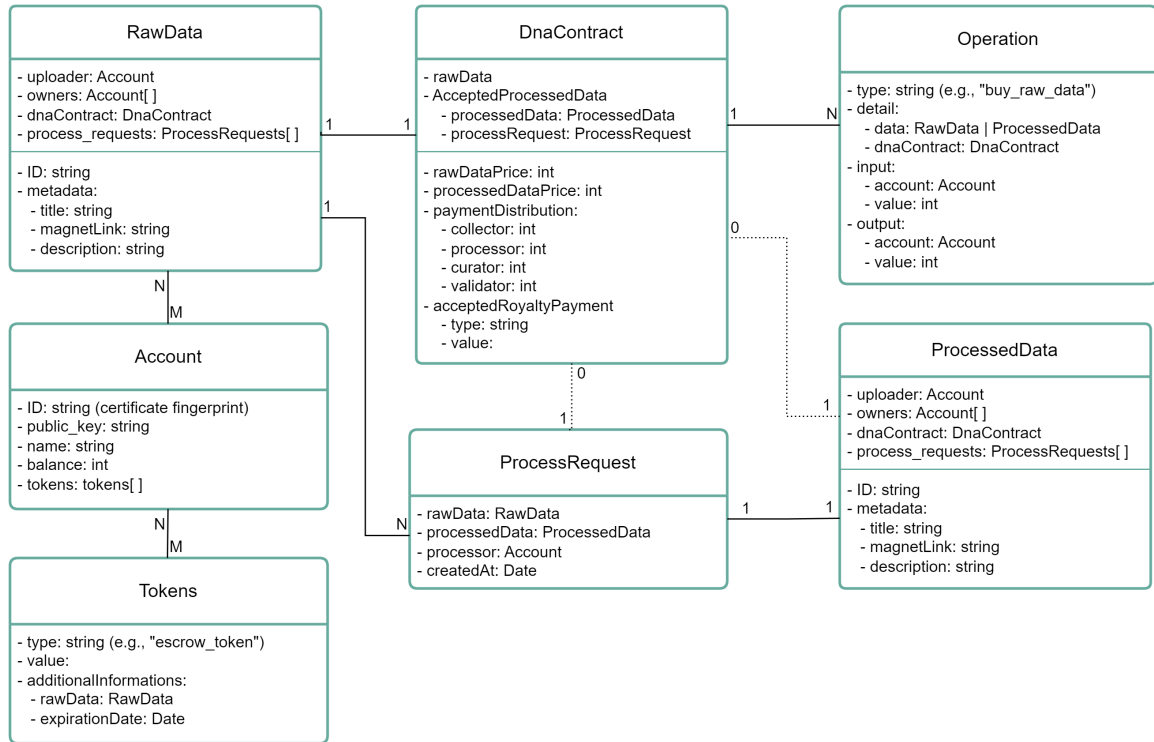 RawData
- uploader: Account
- owners: Account[ ]
- dnaContract: DnaContract
- process_requests: ProcessRequests[ ]
- ID: string
- metadata:
- title: string
- magnetLink: string
- description: string
1
1
1
N
M
DnaContract
- rawData
- AcceptedProcessedData
- processedData: ProcessedData
- processRequest: ProcessRequest
- rawDataPrice: int
- processedDataPrice: int
- paymentDistribution:
- collector: int
- processor: int
- curator: int
- validator: int
- acceptedRoyaltyPayment
- type: string
- value:
1
N
0
1
0
1
Operation
- type: string (e.g., "buy_raw_data")
- detail:
- data: RawData | ProcessedData
- dnaContract: DnaContract
- input:
- account: Account
- value: int
- output:
- account: Account
- value: int
Account
- ID: string (certificate fingerprint)
- public_key: string
- name: string
- balance: int
- tokens: tokens[ ]
N
M
ProcessRequest
- rawData: RawData
- processedData: ProcessedData
- processor: Account
- createdAt: Date
N
1
1
ProcessedData
- uploader: Account
- owners: Account[ ]
- dnaContract: DnaContract
- process_requests: ProcessRequests[ ]
- ID: string
- metadata:
- title: string
- magnetLink: string
- description: string
Tokens
- type: string (e.g., "escrow_token")
- value:
- additionalInformations:
- rawData: RawData
- expirationDate: Date